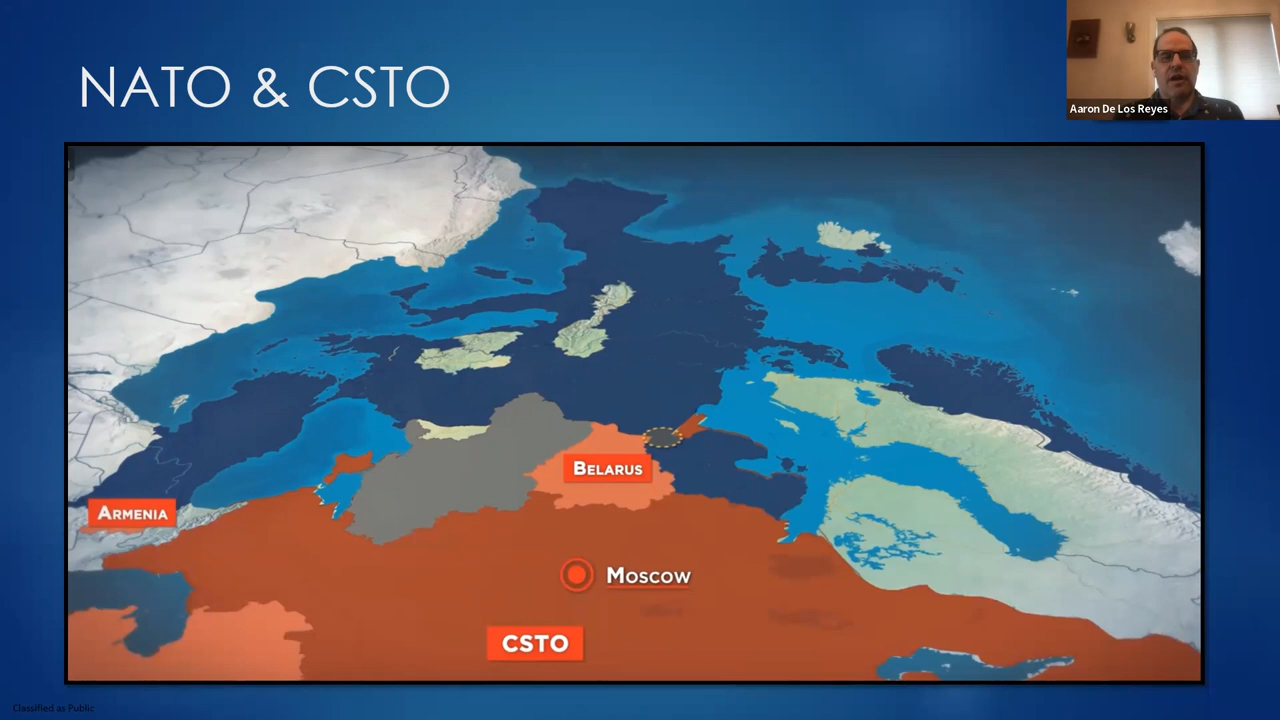 NATO & CSTO
Aaron De Los Reyes
BELARUS
ARMENIA
Moscow
CSTO
Classified as Public